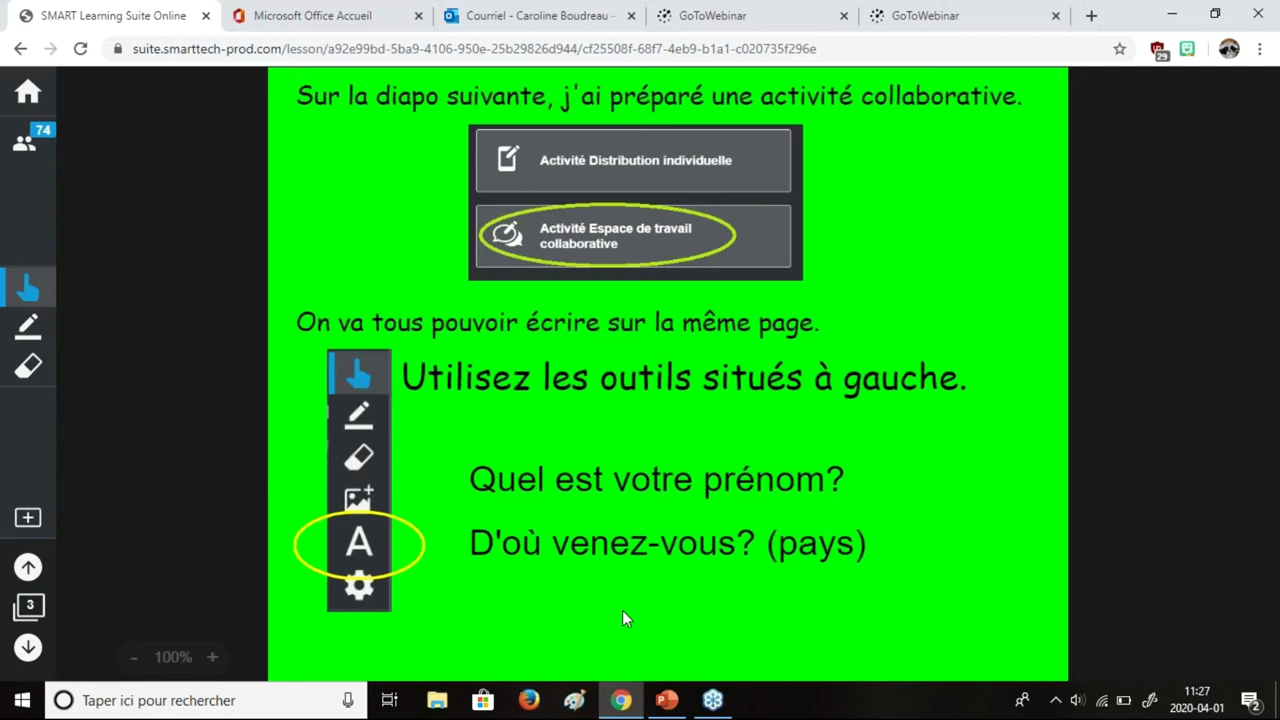 SMART Learning Suite Online
Microsoft Office Accueil
Courriel - Caroline Boudreau -
GoToWebinar
GoToWebinar
suite.smarttech-prod.com/lesson/a92e99bd-5ba9-4106-950e-25b29826d944/cf25508f-68f7-4eb9-b1a1-c020735f296e
29
74
Sur la diapo suivante, j'ai préparé une activité collaborative.
Activité Distribution individuelle
Activité Espace de travail
collaborative
On va tous pouvoir écrire sur la même page.
Utilisez les outils situés à gauche.
Quel est votre prénom?
A
D'où venez-vous? (pays)
3
- 100% +
Taper ici pour rechercher
11:27
2020-04-01
2